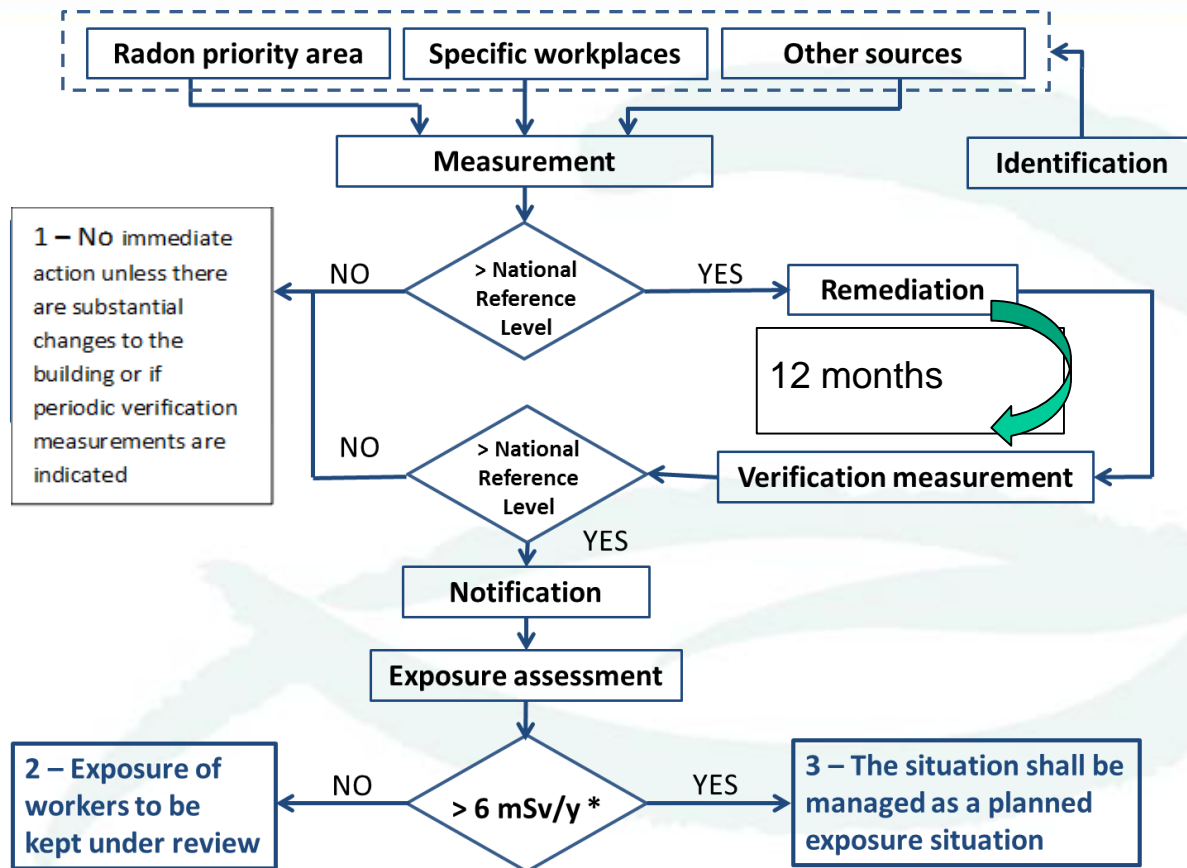 Radon priority area
Specific workplaces
Other sources
Measurement
Identification
1 – No immediate
action unless there
are substantial
changes to the
building or if
periodic verification
measurements are
indicated
NO
> National
Reference
Level
YES
Remediation
12 months
NO
> National
Reference
Level
Verification measurement
YES
Notification
Exposure assessment
2 – Exposure of
workers to be
kept under review
NO
> 6 mSv/y *
YES
3 – The situation shall be
managed as a planned
exposure situation